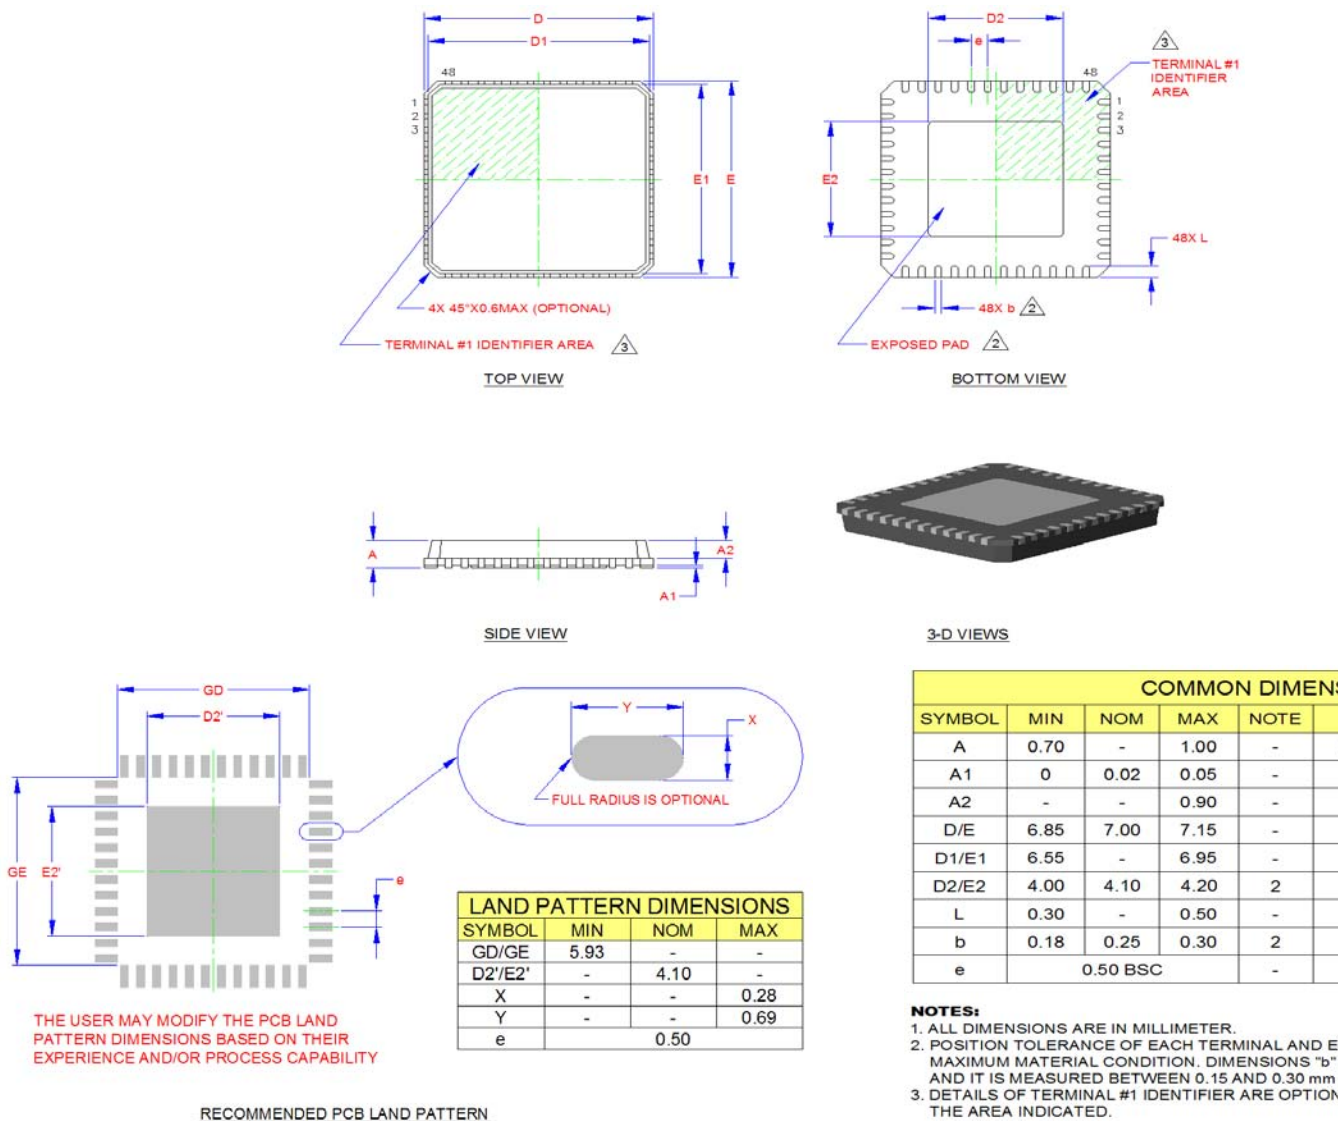 D
D1
48
1
2
3
E1
E
4X 45°X0.6MAX (OPTIONAL)
TERMINAL #1 IDENTIFIER AREA 3
TOP VIEW
D2
e
3
TERMINAL #1
IDENTIFIER
AREA
48
1
2
3
E2
48X L
48X b 2
EXPOSED PAD 2
BOTTOM VIEW
A
A2
A1
SIDE VIEW
3-D VIEWS
GD
D2'
GE
E2'
e
Y
X
FULL RADIUS IS OPTIONAL
LAND PATTERN DIMENSIONS
SYMBOL MIN NOM MAX
GD/GE 5.93 - -
D2'/E2' - 4.10 -
X - - 0.28
Y - - 0.69
e 0.50
THE USER MAY MODIFY THE PCB LAND
PATTERN DIMENSIONS BASED ON THEIR
EXPERIENCE AND/OR PROCESS CAPABILITY
RECOMMENDED PCB LAND PATTERN
COMMON DIMENS
SYMBOL MIN NOM MAX NOTE
A 0.70 - 1.00 -
A1 0 0.02 0.05 -
A2 - - 0.90 -
D/E 6.85 7.00 7.15 -
D1/E1 6.55 - 6.95 -
D2/E2 4.00 4.10 4.20 2
L 0.30 - 0.50 -
b 0.18 0.25 0.30 2
e 0.50 BSC -
NOTES:
1. ALL DIMENSIONS ARE IN MILLIMETER.
2. POSITION TOLERANCE OF EACH TERMINAL AND E
MAXIMUM MATERIAL CONDITION. DIMENSIONS "b"
AND IT IS MEASURED BETWEEN 0.15 AND 0.30 mm
3. DETAILS OF TERMINAL #1 IDENTIFIER ARE OPTION
THE AREA INDICATED.